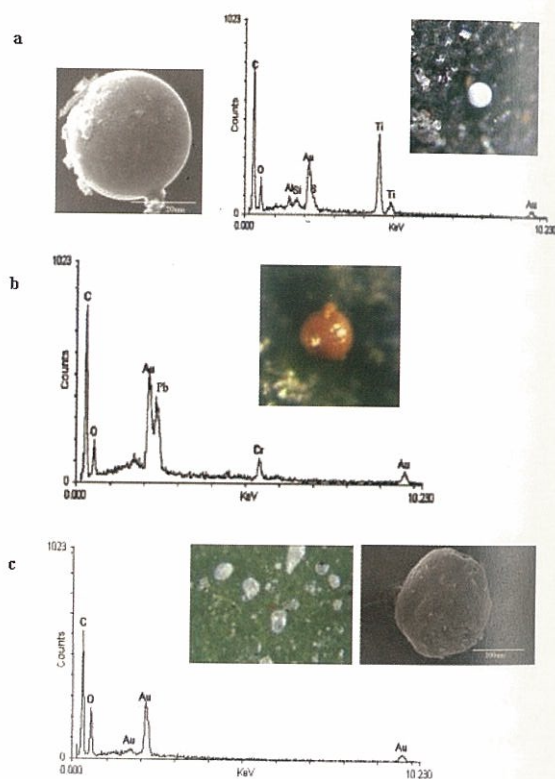 a
1023
C
Ti
Au
O
Al
Si
S
Ti
Au
Counts
0
0.000
KeV
10.230
20um
b
1023
C
Au
Pb
O
Cr
Au
Counts
0
0.000
KeV
10.230
c
1023
C
O
Au
Au
Au
Counts
0
0.000
KeV
10.230